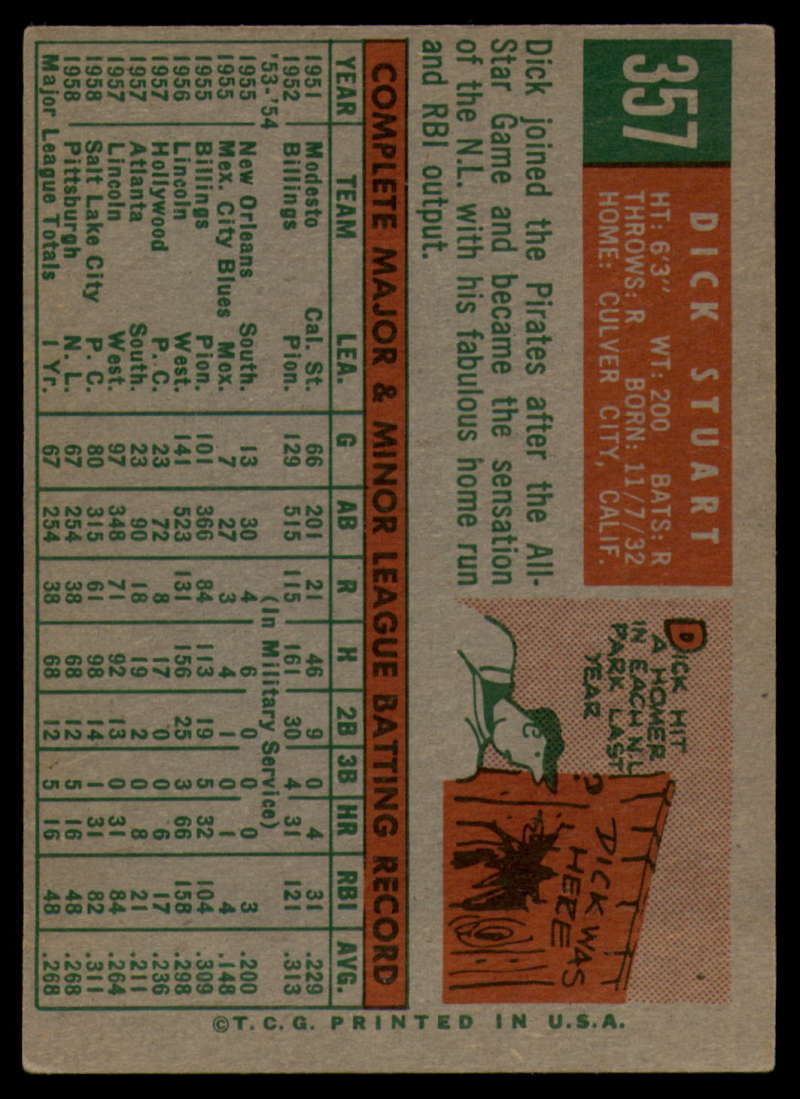 357
DICK STUART
HT: 6'3" WT: 200 BATS: R
THROWS: R BORN: 11/7/32
HOME: CULVER CITY, CALIF.
Dick joined the Pirates after the All-
Star Game and became the sensation
of the N.L. with his fabulous home run
and RBI output.
DICK HIT
A HOMER
IN EACH N.L.
PARK LAST
YEAR
?
DICK WAS
HERE
COMPLETE MAJOR & MINOR LEAGUE BATTING RECORD
YEAR TEAM LEA. G AB R H 2B 3B HR RBI AVG.
1951 Modesto Cal. St. 66 201 21 46 9 0 4 31 .229
1952 Billings Pion. 129 515 115 161 30 4 31 121 .313
'53-'54 (In Military Service)
1955 New Orleans South. 13 30 4 6 0 0 0 3 .200
1955 Mex. City Blues Mex. 7 27 3 4 1 0 1 4 .148
1955 Billings Pion. 101 366 84 113 19 5 32 104 .309
1956 Lincoln West. 141 523 131 156 25 3 66 158 .298
1957 Hollywood P.C. 23 72 8 17 0 0 6 17 .236
1957 Atlanta South. 23 90 18 19 2 0 8 21 .211
1957 Lincoln West. 97 348 71 92 13 0 31 84 .264
1958 Salt Lake City P.C. 80 315 61 98 14 1 31 82 .311
1958 Pittsburgh N.L. 67 254 38 68 12 5 16 48 .268
Major League Totals 1 Yr. 67 254 38 68 12 5 16 48 .268
©T.C.G. PRINTED IN U.S.A.